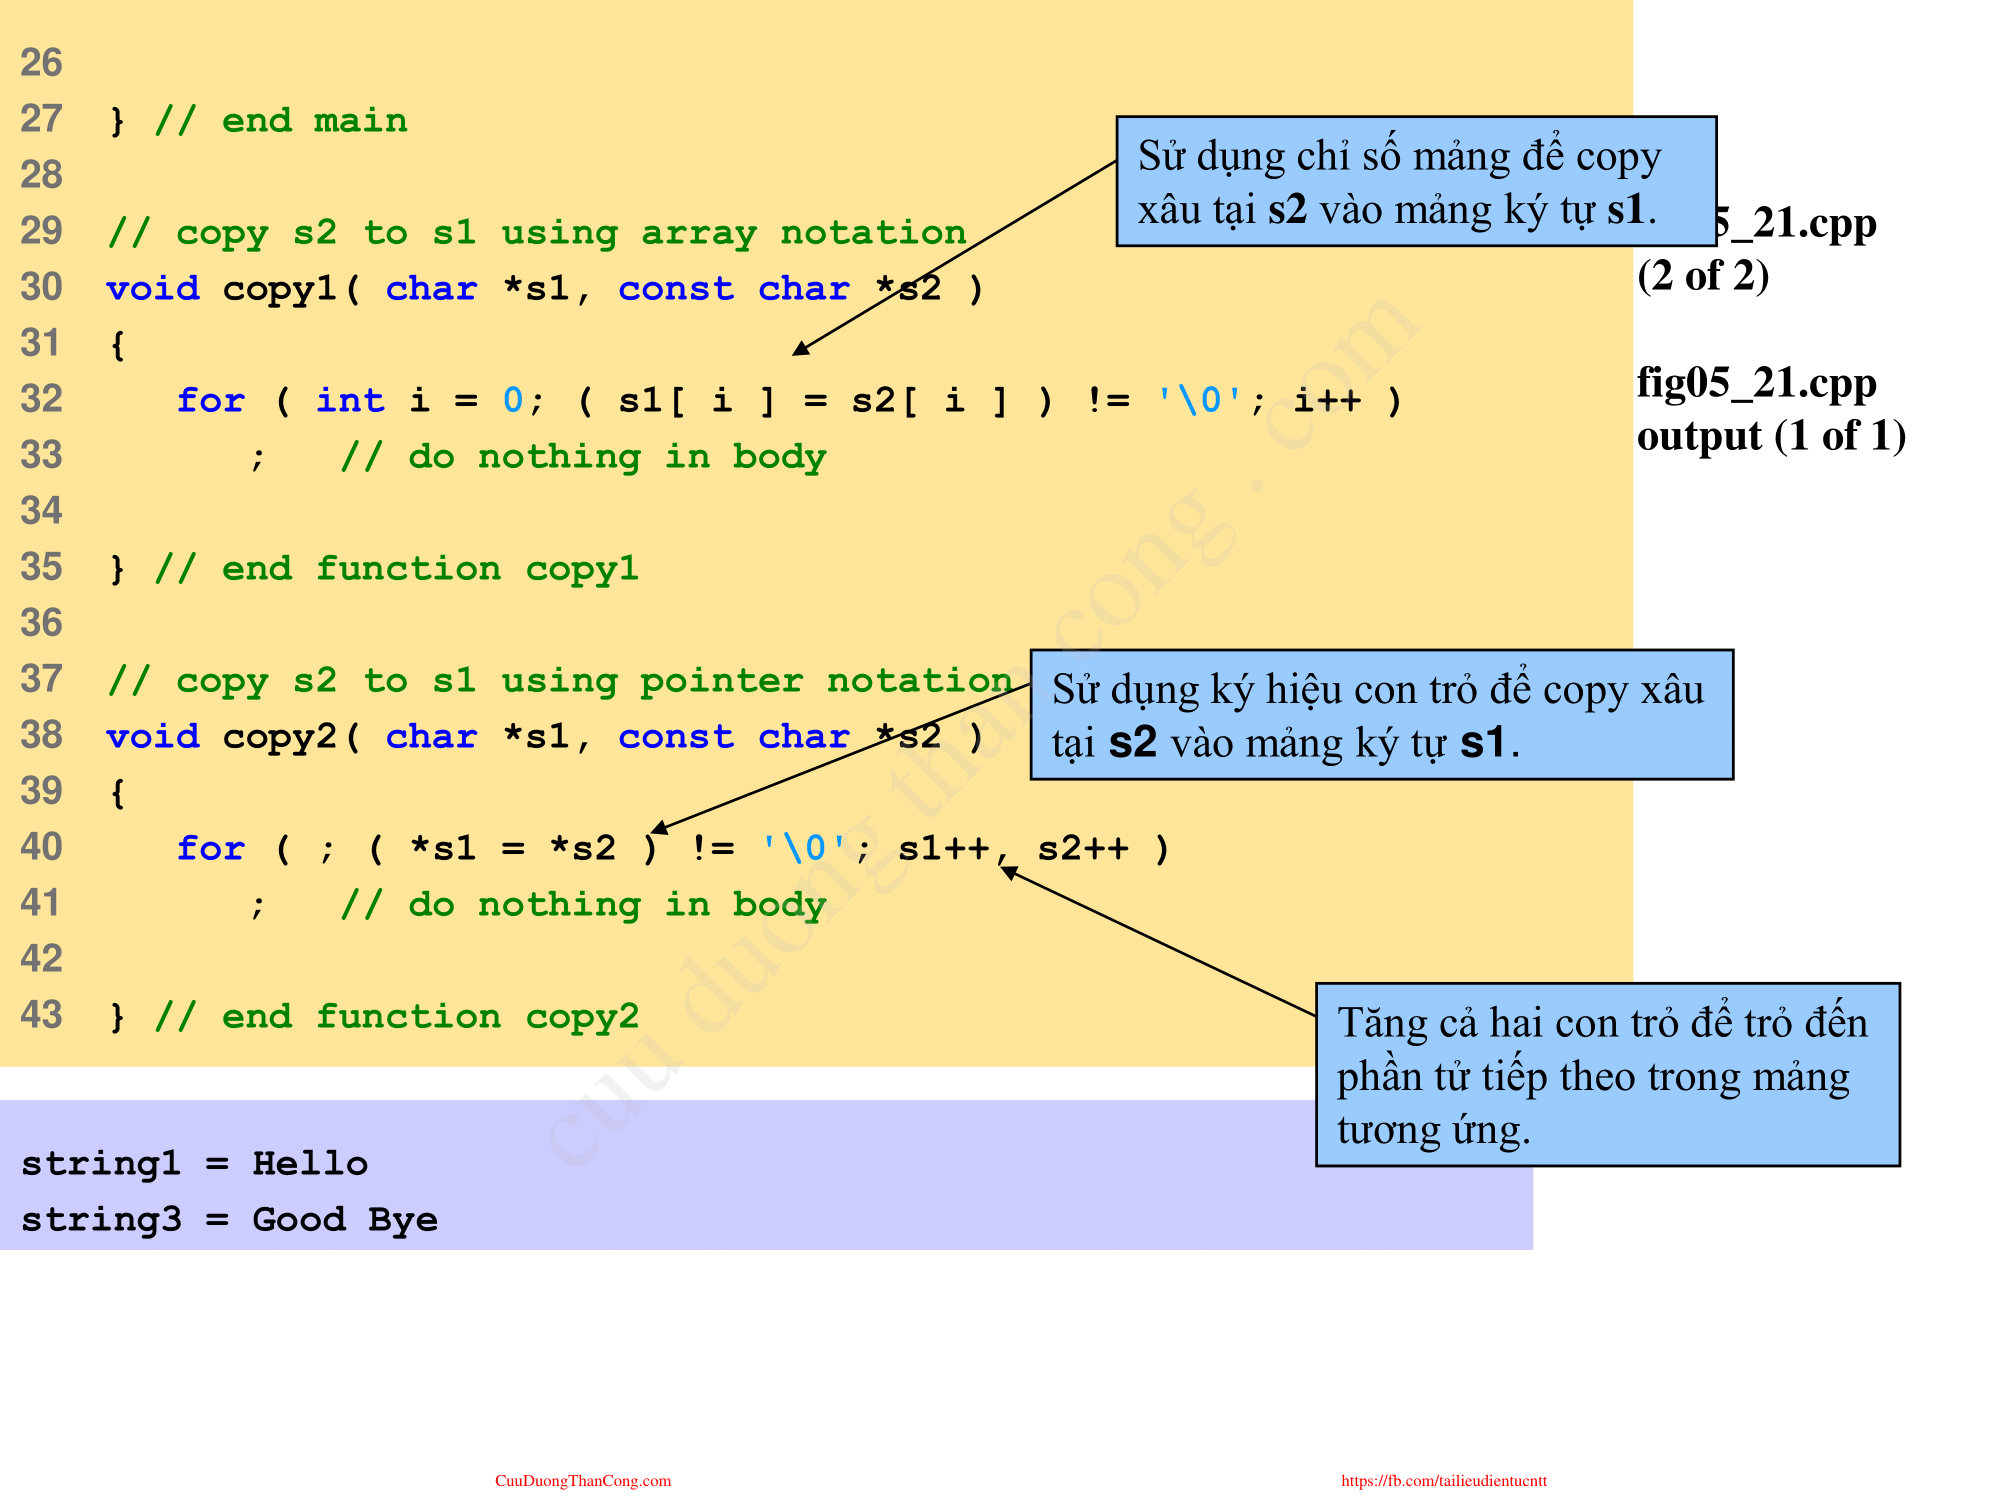 26
27 } // end main
28
29 // copy s2 to s1 using array notation
30 void copy1( char *s1, const char *s2 )
31 {
32 for ( int i = 0; ( s1[ i ] = s2[ i ] ) != '\0'; i++ )
33 ; // do nothing in body
34
35 } // end function copy1
36
37 // copy s2 to s1 using pointer notation
38 void copy2( char *s1, const char *s2 )
39 {
40 for ( ; ( *s1 = *s2 ) != '\0'; s1++, s2++ )
41 ; // do nothing in body
42
43 } // end function copy2
Sử dụng chỉ số mảng để copy
xâu tại s2 vào mảng ký tự s1.
5_21.cpp
(2 of 2)
fig05_21.cpp
output (1 of 1)
Sử dụng ký hiệu con trỏ để copy xâu
tại s2 vào mảng ký tự s1.
Tăng cả hai con trỏ để trỏ đến
phần tử tiếp theo trong mảng
tương ứng.
string1 = Hello
string3 = Good Bye
cuu duong than cong . com
CuuDuongThanCong.com
https://fb.com/tailieudientucntt